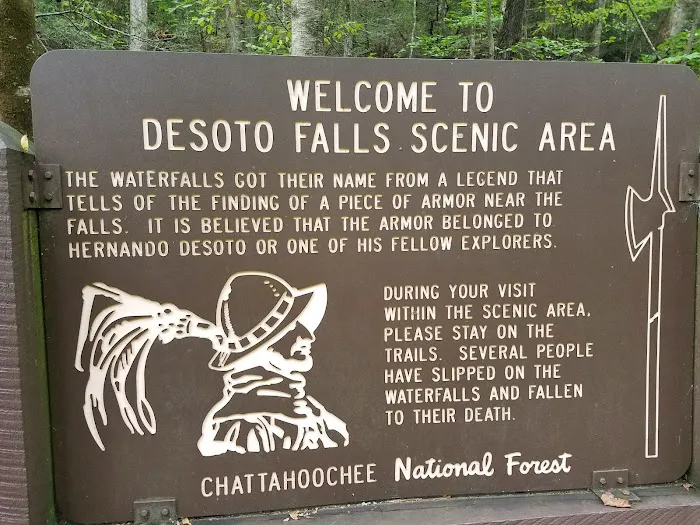 WELCOME TO
DESOTO FALLS SCENIC AREA
THE WATERFALLS GOT THEIR NAME FROM A LEGEND THAT
TELLS OF THE FINDING OF A PIECE OF ARMOR NEAR THE
FALLS. IT IS BELIEVED THAT THE ARMOR BELONGED TO
HERNANDO DESOTO OR ONE OF HIS FELLOW EXPLORERS.
DURING YOUR VISIT
WITHIN THE SCENIC AREA,
PLEASE STAY ON THE
TRAILS. SEVERAL PEOPLE
HAVE SLIPPED ON THE
WATERFALLS AND FALLEN
TO THEIR DEATH.
CHATTAHOOCHEE National Forest